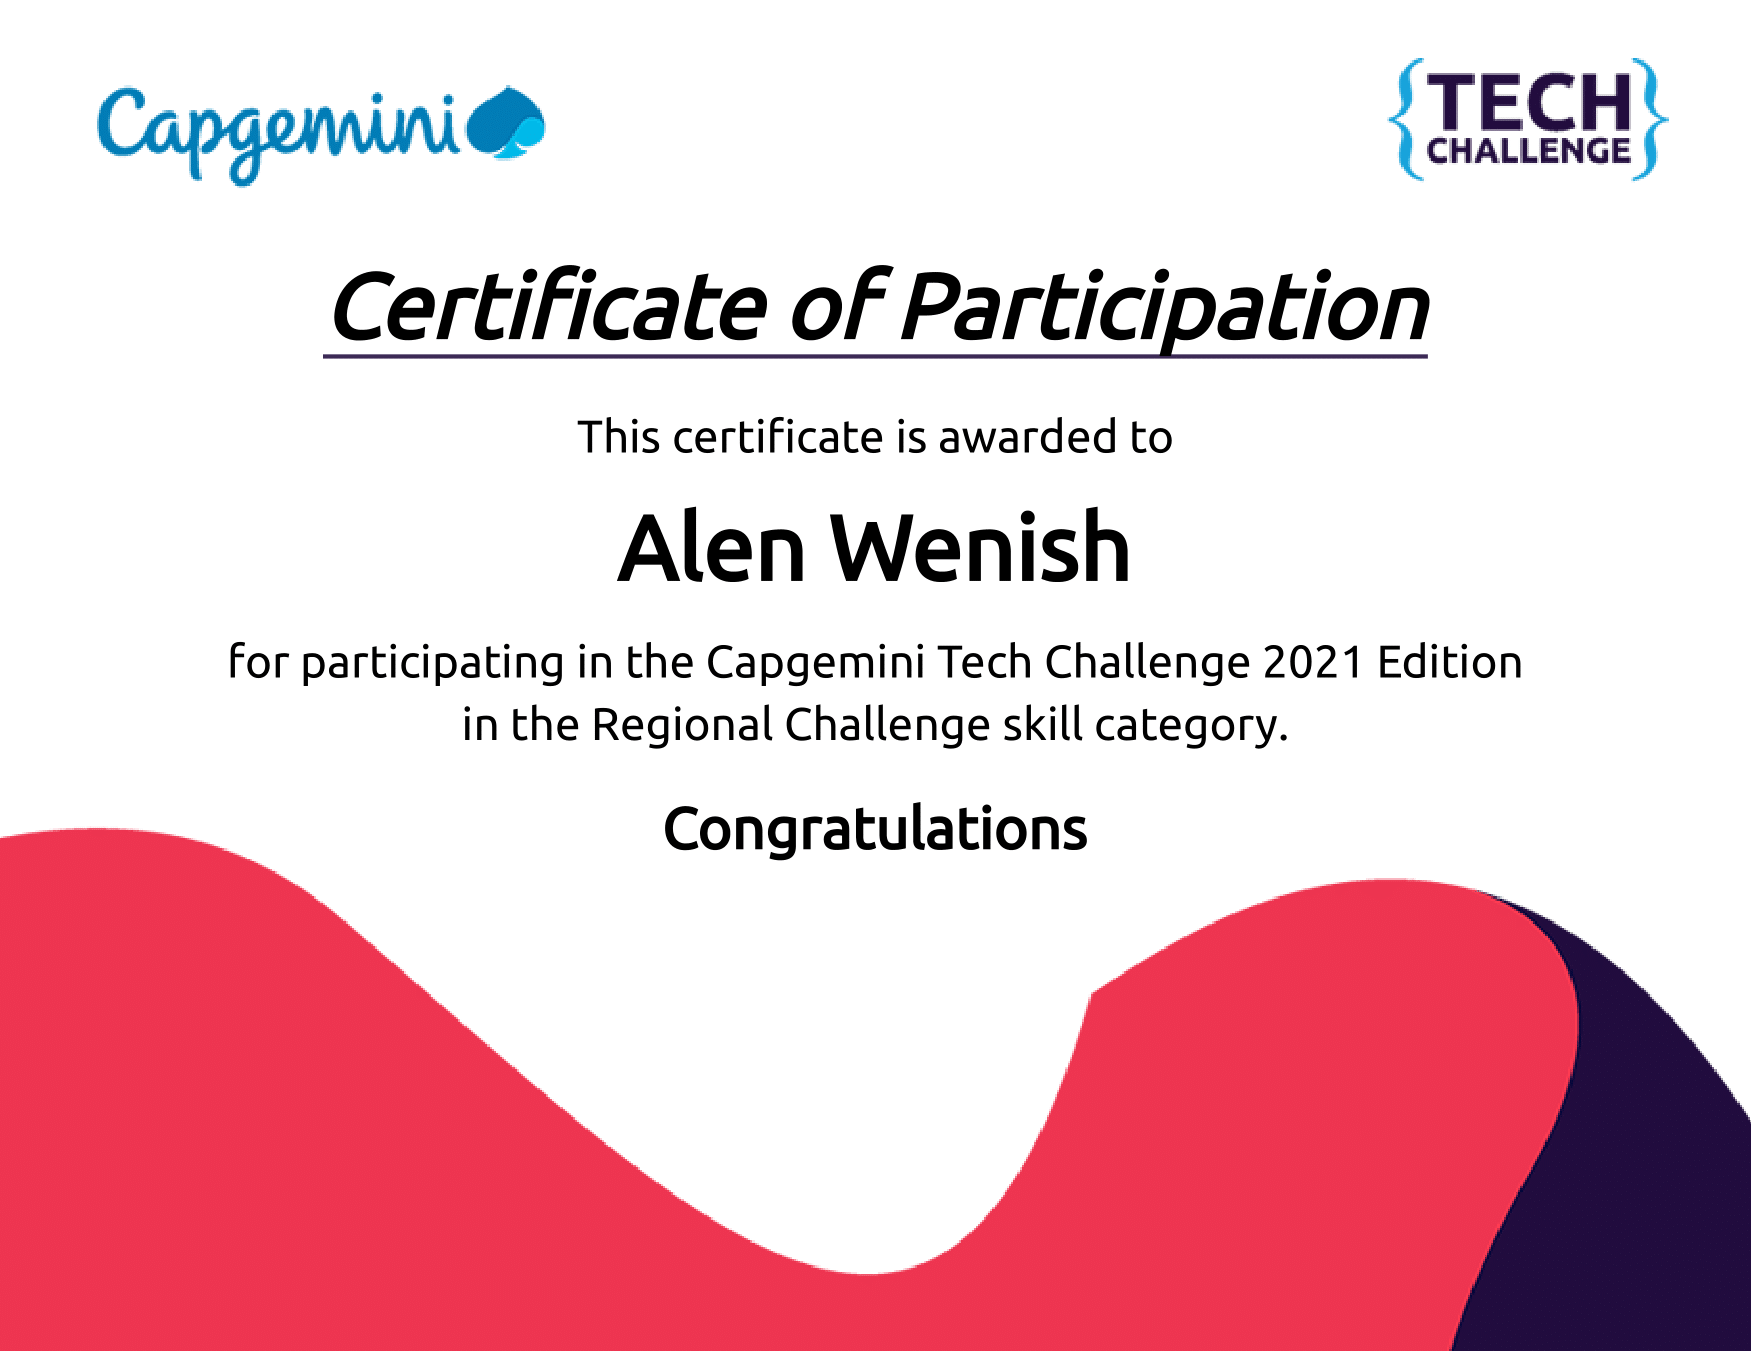 Capgemini
TECH
CHALLENGE
Certificate of Participation
This certificate is awarded to
Alen Wenish
for participating in the Capgemini Tech Challenge 2021 Edition
in the Regional Challenge skill category.
Congratulations